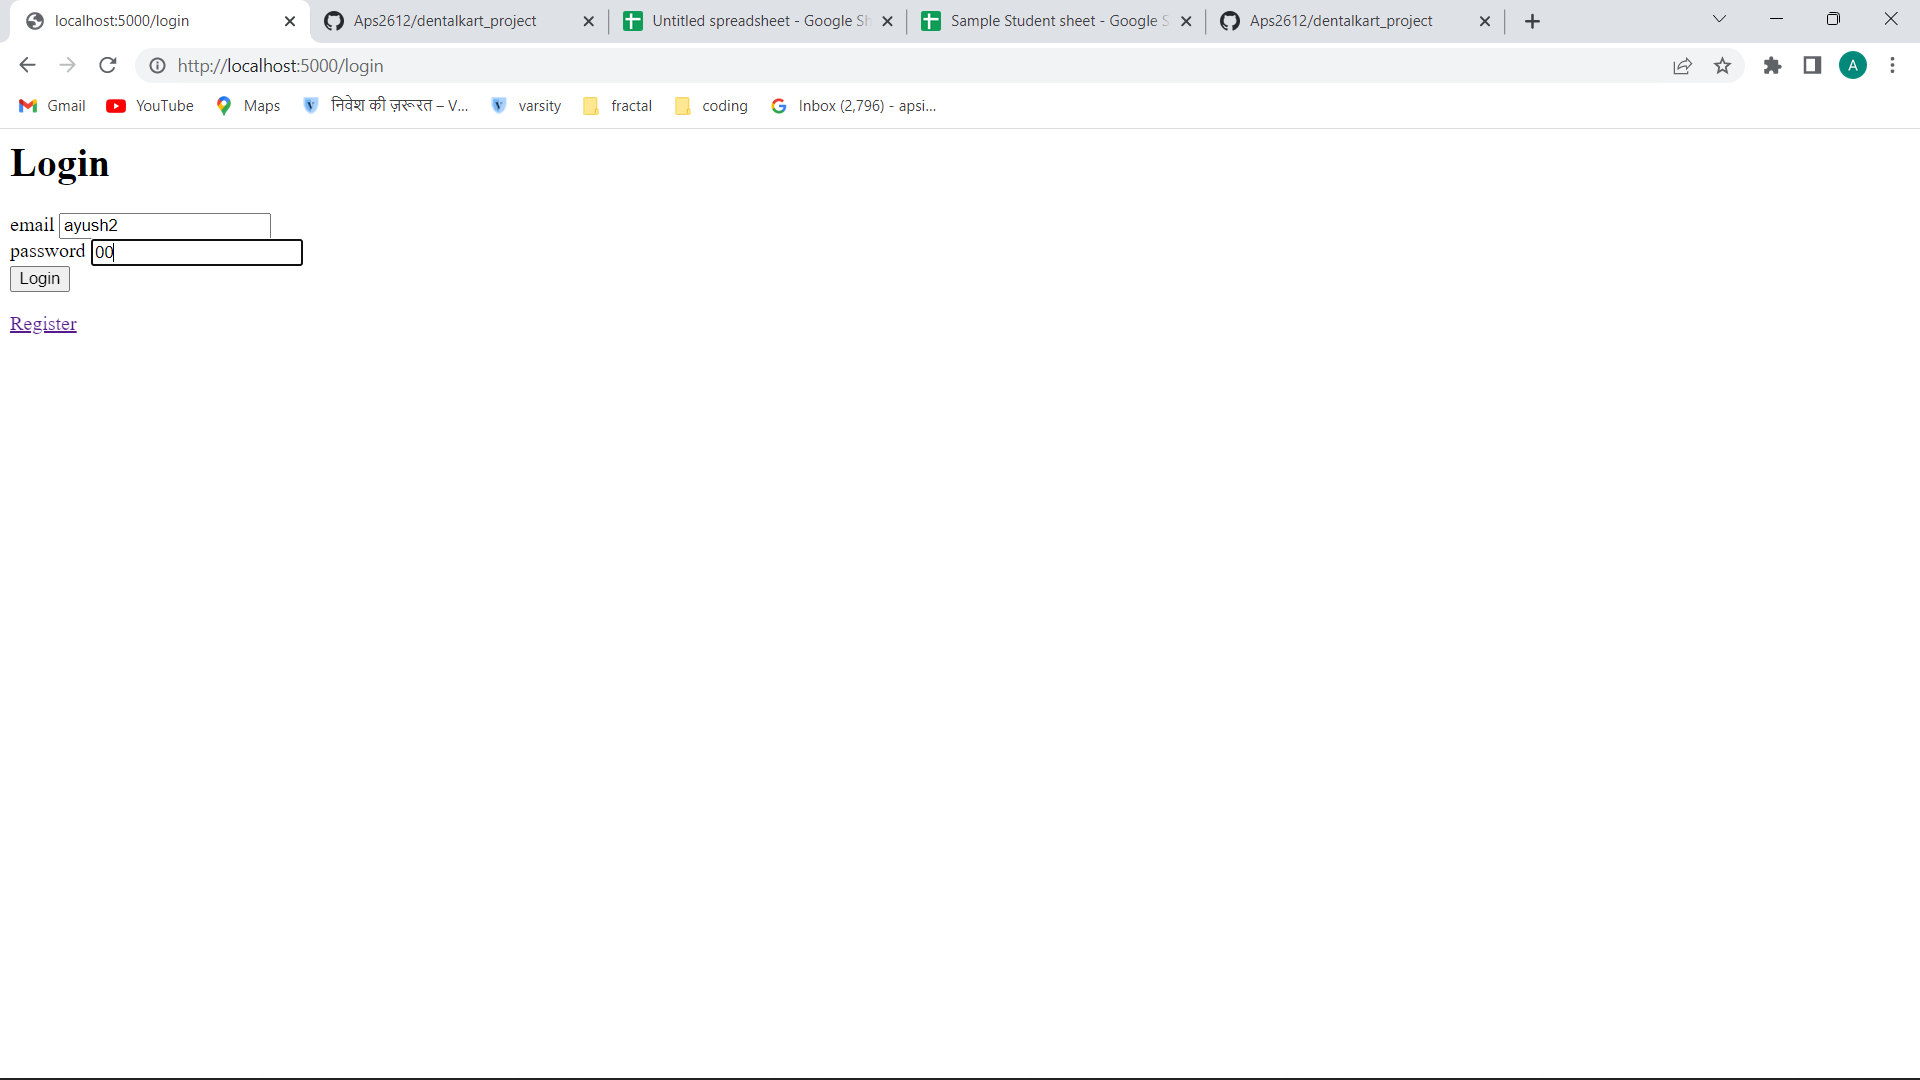 localhost:5000/login
Aps2612/dentalkart_project
Untitled spreadsheet - Google Sh
Sample Student sheet - Google S
Aps2612/dentalkart_project
http://localhost:5000/login
A
Gmail
YouTube
Maps
निवेश की ज़रूरत – V...
varsity
fractal
coding
Inbox (2,796) - apsi...
Login
email ayush2
password 00
Login
Register